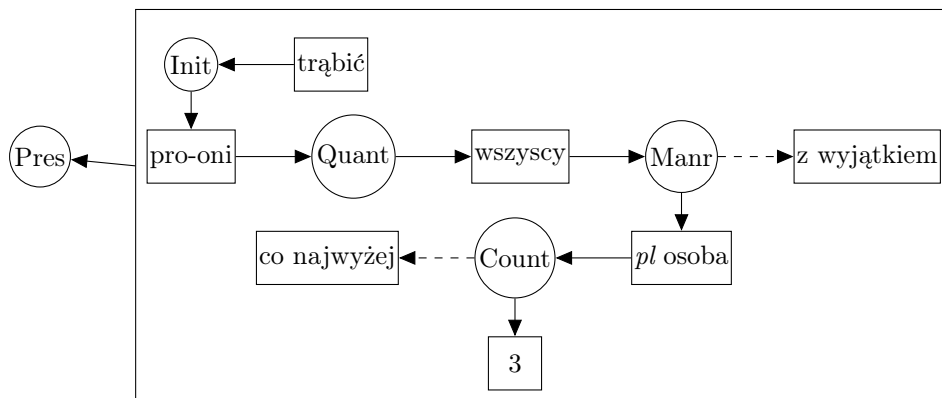 Init trąbić
Pres pro-oni Quant wszyscy Manr z wyjątkiem
co najwyżej Count pl osoba
3